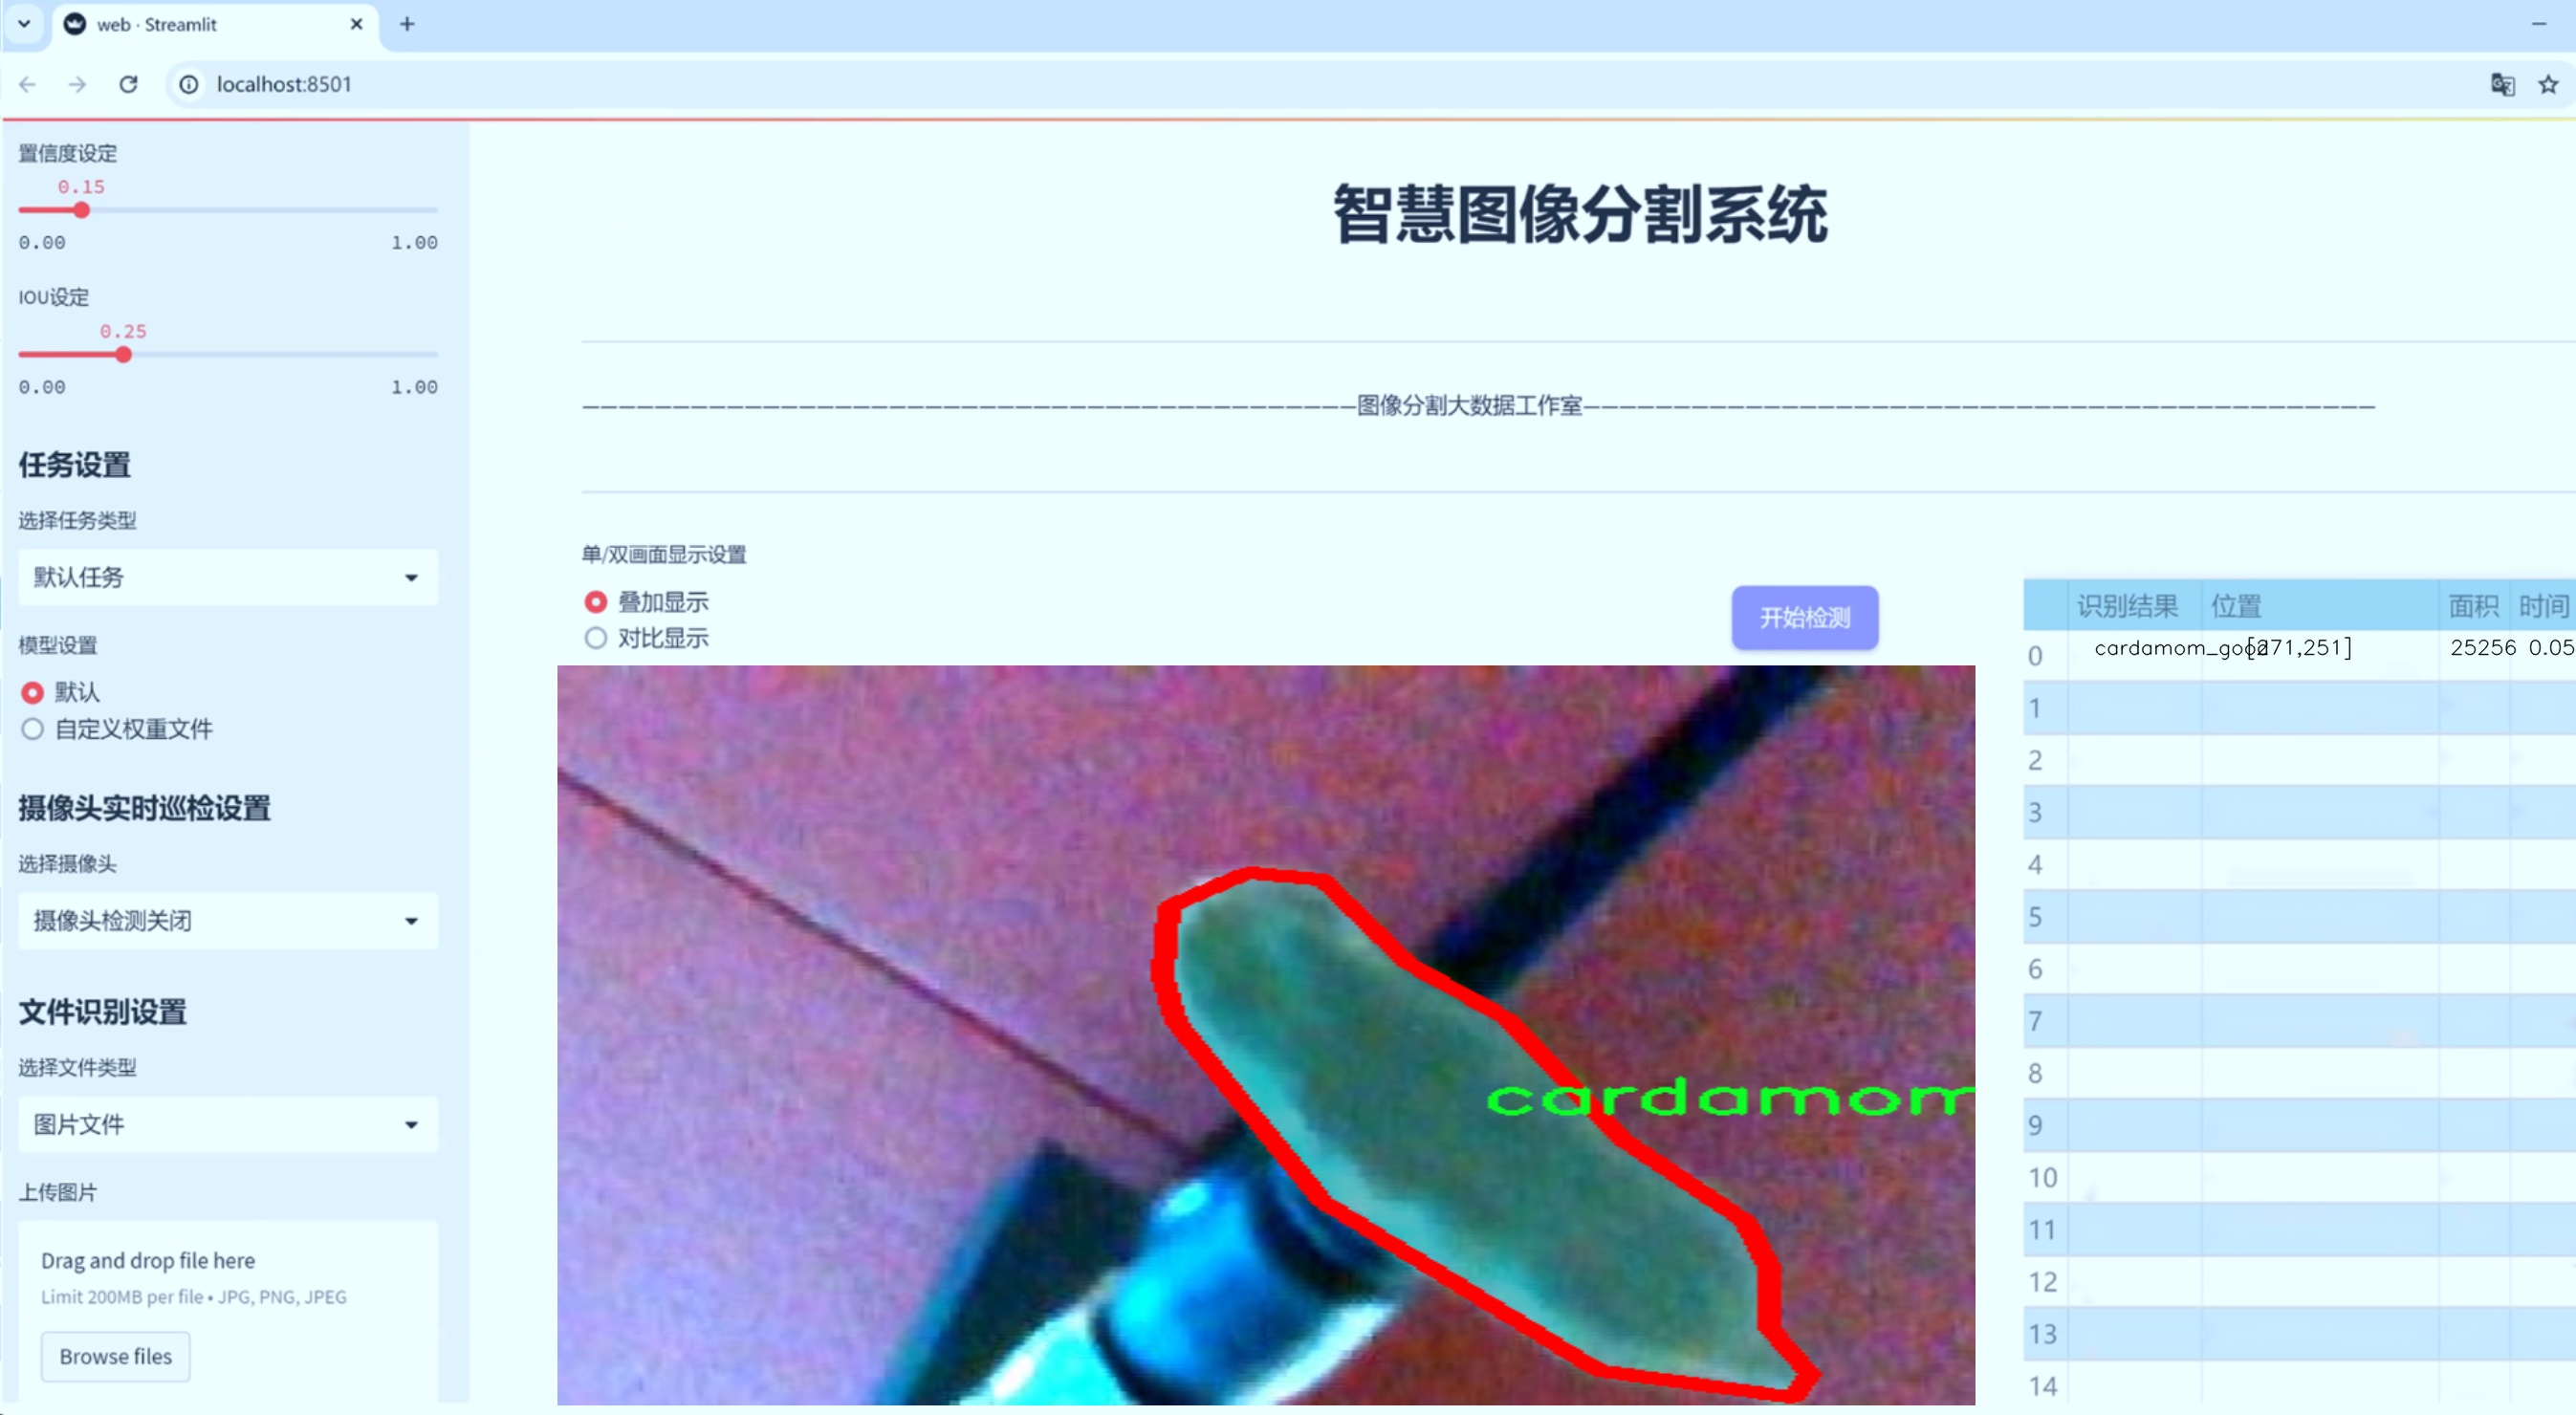 web · Streamlit
localhost:8501
置信度设定
0.15
0.00 1.00
IOU设定
0.25
0.00 1.00
任务设置
选择任务类型
默认任务
模型设置
默认
自定义权重文件
摄像头实时巡检设置
选择摄像头
摄像头检测关闭
文件识别设置
选择文件类型
图片文件
上传图片
Drag and drop file here
Limit 200MB per file • JPG, PNG, JPEG
Browse files
智慧图像分割系统
图像分割大数据工作室
单/双画面显示设置
叠加显示
对比显示
开始检测
cardamom
识别结果 位置 面积 时间
0 cardamom_good [271,251] 25256 0.05
1
2
3
4
5
6
7
8
9
10
11
12
13
14